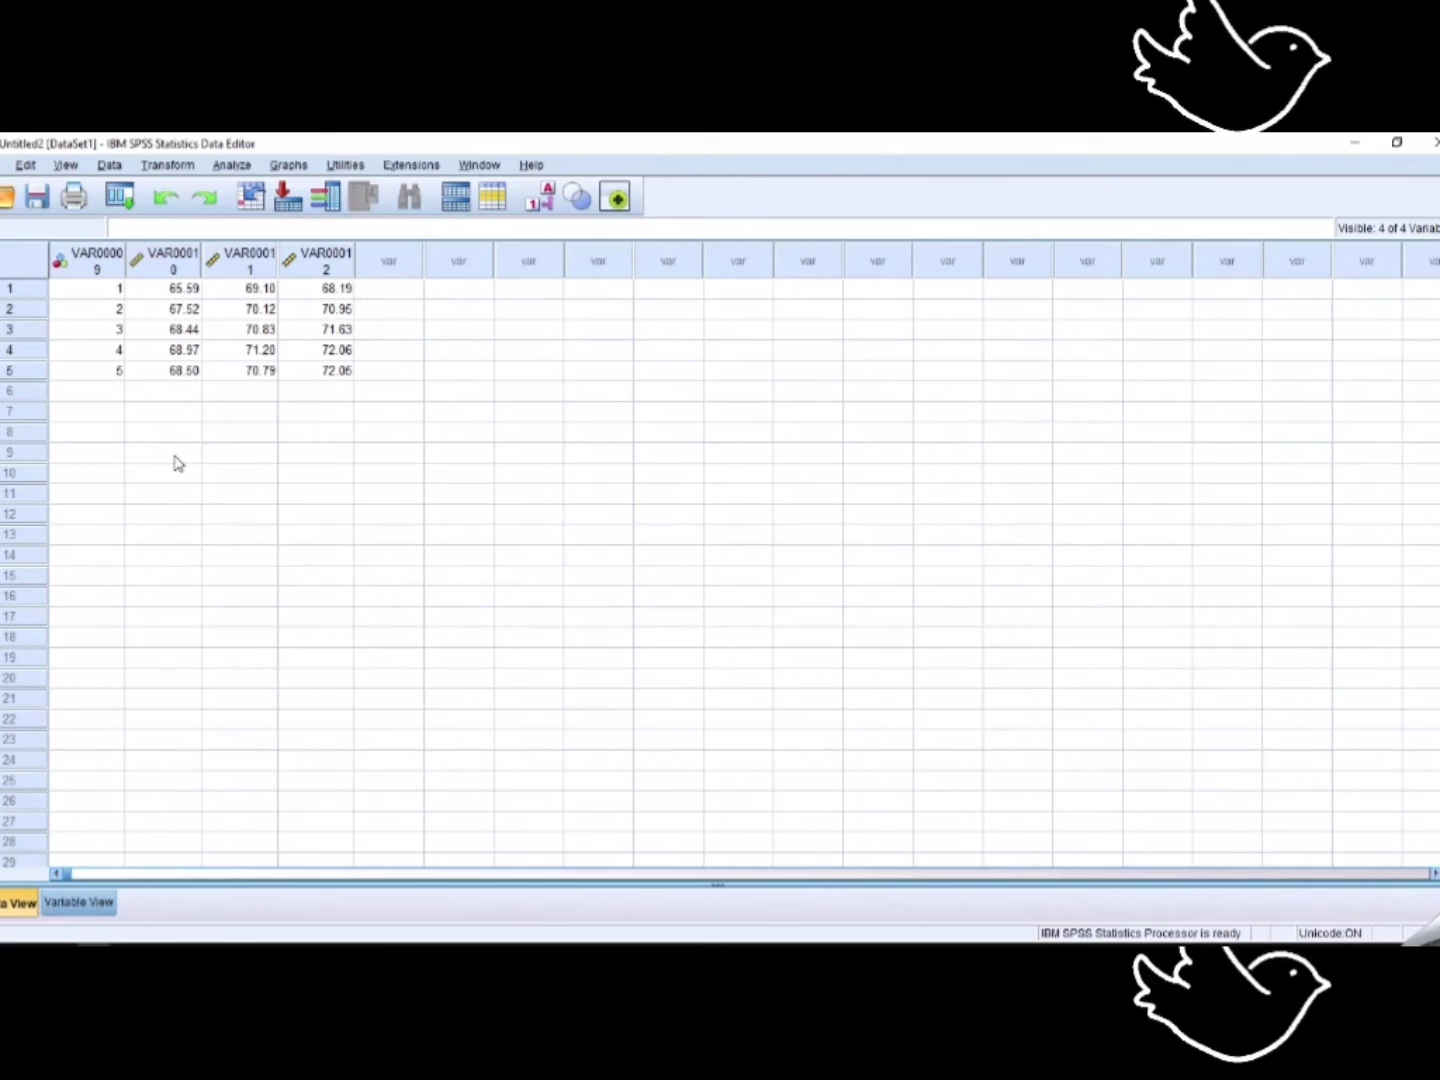 Untitled2 [DataSet1] - IBM SPSS Statistics Data Editor
Edit View Data Transform Analyze Graphs Utilities Extensions Window Help
Visible: 4 of 4 Variab
VAR00009 VAR00010 VAR00011 VAR00012 var var var var var var var var var var var var var var var va
1 1 65.59 69.10 68.19
2 2 67.52 70.12 70.95
3 3 68.44 70.83 71.63
4 4 68.97 71.20 72.06
5 5 68.50 70.79 72.05
6
7
8
9
10
11
12
13
14
15
16
17
18
19
20
21
22
23
24
25
26
27
28
29
a View Variable View
IBM SPSS Statistics Processor is ready Unicode:ON